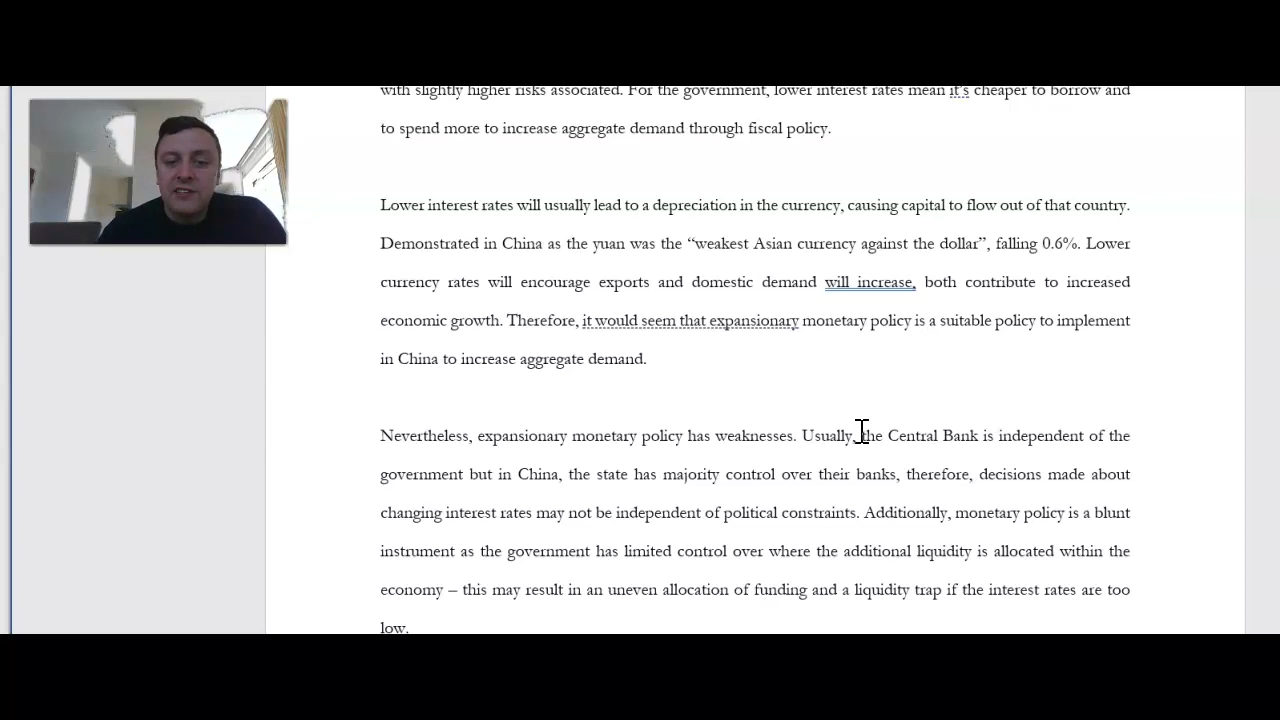 with slightly higher risks associated. For the government, lower interest rates mean it's cheaper to borrow and
to spend more to increase aggregate demand through fiscal policy.
Lower interest rates will usually lead to a depreciation in the currency, causing capital to flow out of that country.
Demonstrated in China as the yuan was the “weakest Asian currency against the dollar”, falling 0.6%. Lower
currency rates will encourage exports and domestic demand will increase, both contribute to increased
economic growth. Therefore, it would seem that expansionary monetary policy is a suitable policy to implement
in China to increase aggregate demand.
Nevertheless, expansionary monetary policy has weaknesses. Usually, the Central Bank is independent of the
government but in China, the state has majority control over their banks, therefore, decisions made about
changing interest rates may not be independent of political constraints. Additionally, monetary policy is a blunt
instrument as the government has limited control over where the additional liquidity is allocated within the
economy – this may result in an uneven allocation of funding and a liquidity trap if the interest rates are too
low.